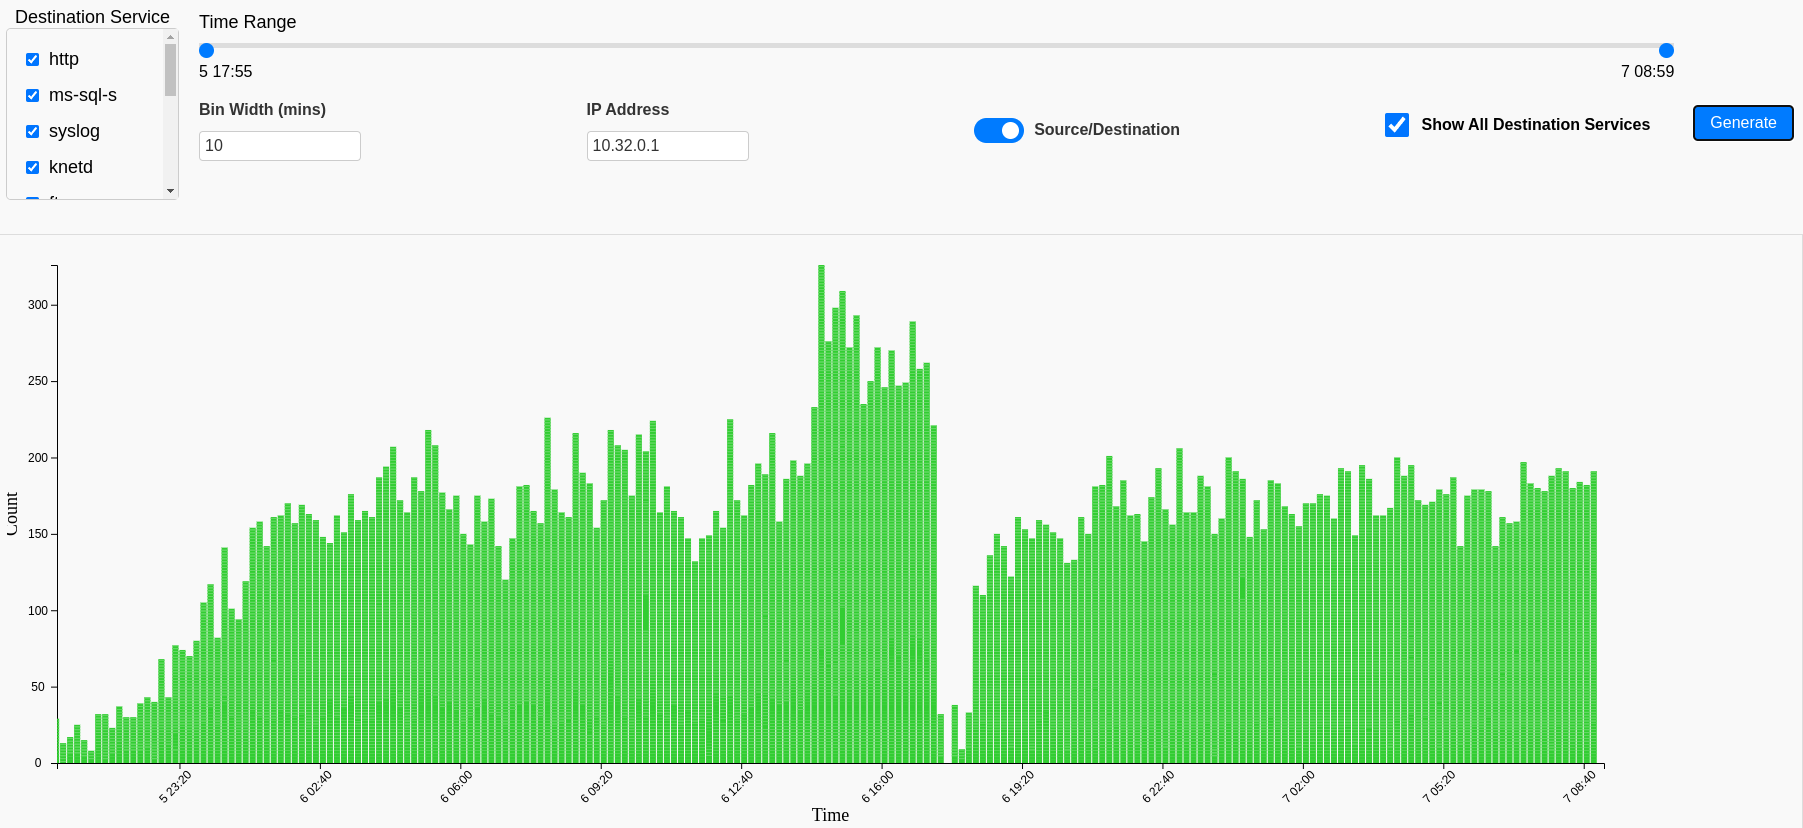 Destination Service
http
ms-sql-s
syslog
knetd
Time Range
5 17:55
7 08:59
Bin Width (mins)
10
IP Address
10.32.0.1
Source/Destination
Show All Destination Services
Generate
300
250
200
150
100
50
0
Count
5 23:20
6 02:40
6 06:00
6 09:20
6 12:40
6 16:00
6 19:20
6 22:40
7 02:00
7 05:20
7 08:40
Time